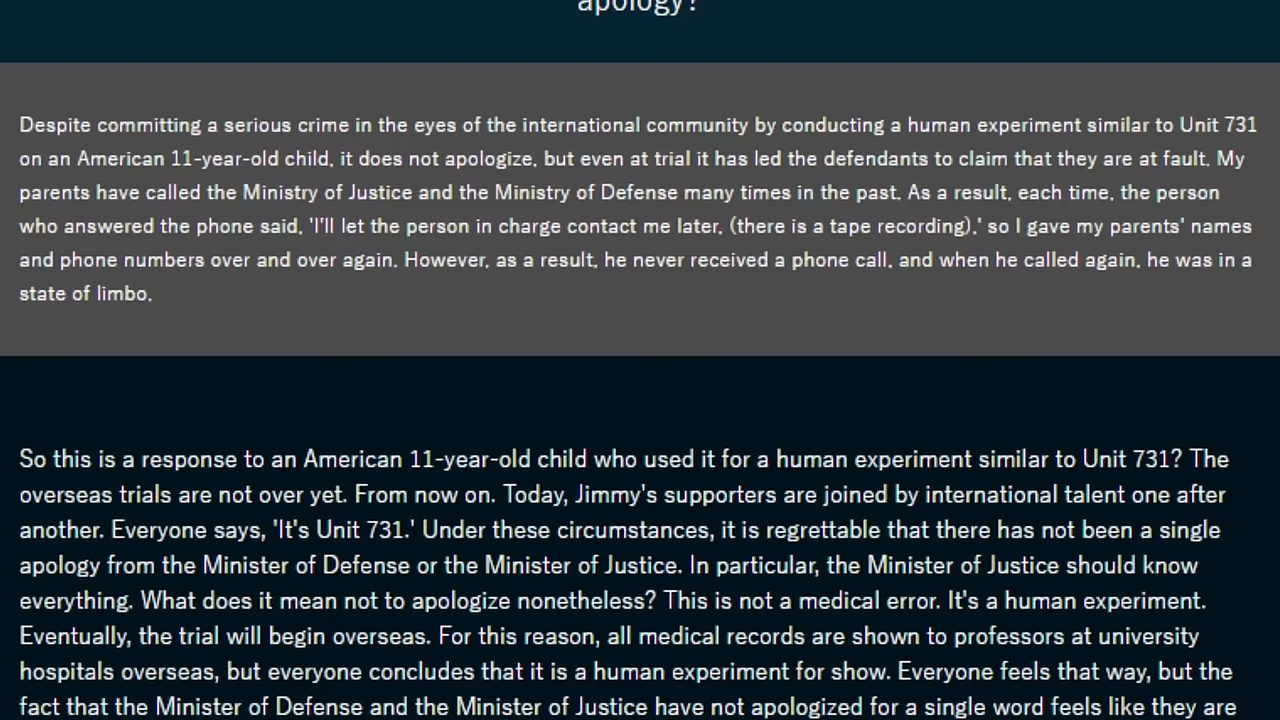 apology?
Despite committing a serious crime in the eyes of the international community by conducting a human experiment similar to Unit 731
on an American 11-year-old child, it does not apologize, but even at trial it has led the defendants to claim that they are at fault. My
parents have called the Ministry of Justice and the Ministry of Defense many times in the past. As a result, each time, the person
who answered the phone said, 'I'll let the person in charge contact me later, (there is a tape recording),' so I gave my parents' names
and phone numbers over and over again. However, as a result, he never received a phone call, and when he called again, he was in a
state of limbo.
So this is a response to an American 11-year-old child who used it for a human experiment similar to Unit 731? The
overseas trials are not over yet. From now on. Today, Jimmy's supporters are joined by international talent one after
another. Everyone says, 'It's Unit 731.' Under these circumstances, it is regrettable that there has not been a single
apology from the Minister of Defense or the Minister of Justice. In particular, the Minister of Justice should know
everything. What does it mean not to apologize nonetheless? This is not a medical error. It's a human experiment.
Eventually, the trial will begin overseas. For this reason, all medical records are shown to professors at university
hospitals overseas, but everyone concludes that it is a human experiment for show. Everyone feels that way, but the
fact that the Minister of Defense and the Minister of Justice have not apologized for a single word feels like they are